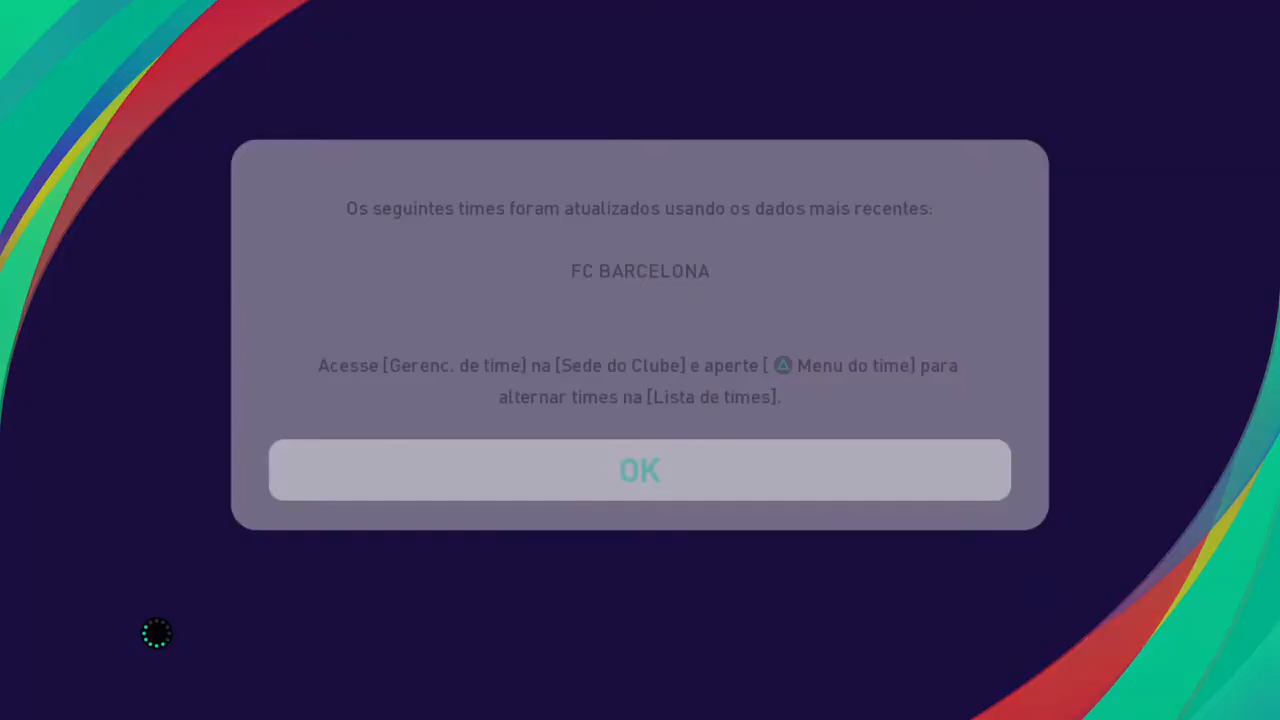 Os seguintes times foram atualizados usando os dados mais recentes:
FC BARCELONA
Acesse [Gerenc. de time] na [Sede do Clube] e aperte [ Menu do time] para
alternar times na [Lista de times].
OK